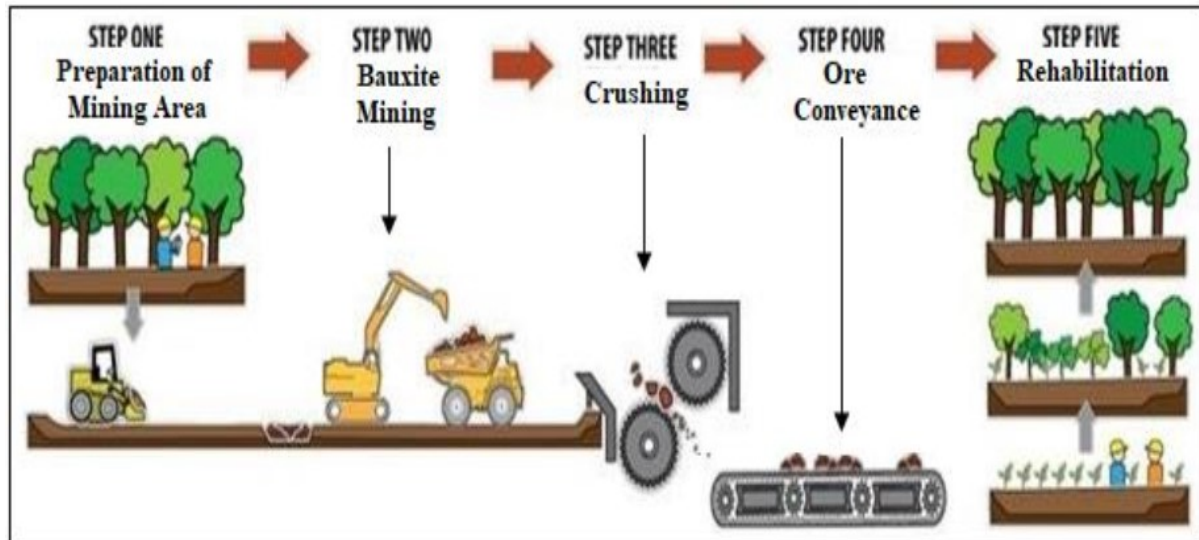 STEP ONE
Preparation of
Mining Area
STEP TWO
Bauxite
Mining
STEP THREE
Crushing
STEP FOUR
Ore
Conveyance
STEP FIVE
Rehabilitation